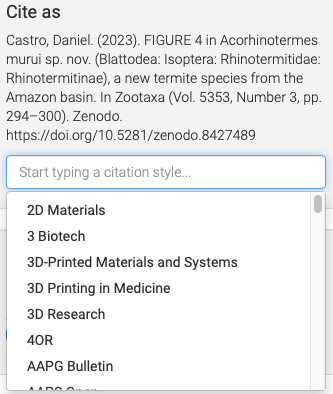 Cite as
Castro, Daniel. (2023). FIGURE 4 in Acorhinotermes
murui sp. nov. (Blattodea: Isoptera: Rhinotermitidae:
Rhinotermitinae), a new termite species from the
Amazon basin. In Zootaxa (Vol. 5353, Number 3, pp.
294–300). Zenodo.
https://doi.org/10.5281/zenodo.8427489
Start typing a citation style...
2D Materials
3 Biotech
3D-Printed Materials and Systems
3D Printing in Medicine
3D Research
4OR
AAPG Bulletin